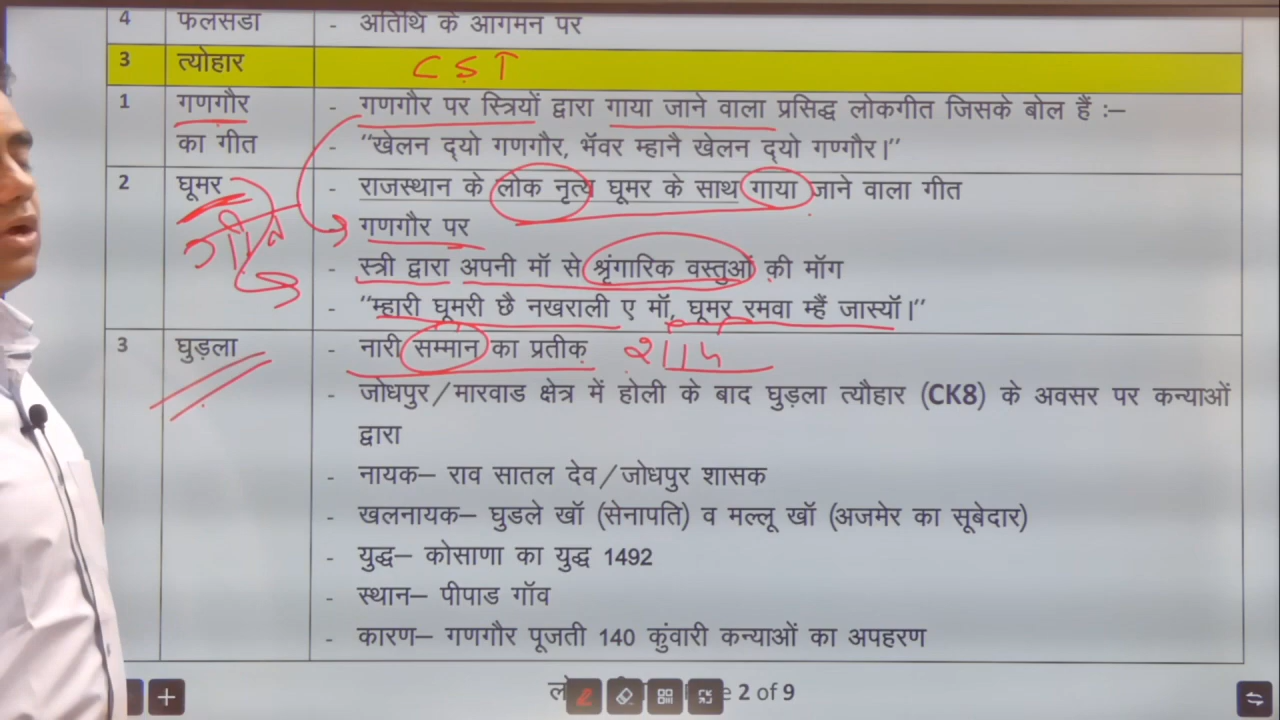 4 फलसडा - अतिथि के आगमन पर
3 त्योहार CST
1 गणगौर - गणगौर पर स्त्रियों द्वारा गाया जाने वाला प्रसिद्ध लोकगीत जिसके बोल हैं :–
का गीत - "खेलन द्‌यो गणगौर, भॅवर म्हानै खेलन द्‌यो गणगौर।"
2 घूमर - राजस्थान के लोक नृत्य घूमर के साथ गाया जाने वाला गीत
गीत गणगौर पर
- स्त्री द्वारा अपनी मॉ से श्रृंगारिक वस्तुओं की मॉग
- "म्हारी घूमरी छै नखराली ए मॉ, घूमर रमवा म्हैं जास्यॉ।"
3 घुड़ला - नारी सम्मान का प्रतीक
- जोधपुर/मारवाड क्षेत्र में होली के बाद घुड़ला त्यौहार (CK8) के अवसर पर कन्याओं
द्वारा
- नायक– राव सातल देव/जोधपुर शासक
- खलनायक– घुडले खॉ (सेनापति) व मल्लू खॉ (अजमेर का सूबेदार)
- युद्ध– कोसाणा का युद्ध 1492
- स्थान– पीपाड गॉव
- कारण– गणगौर पूजती 140 कुंवारी कन्याओं का अपहरण
2 of 9